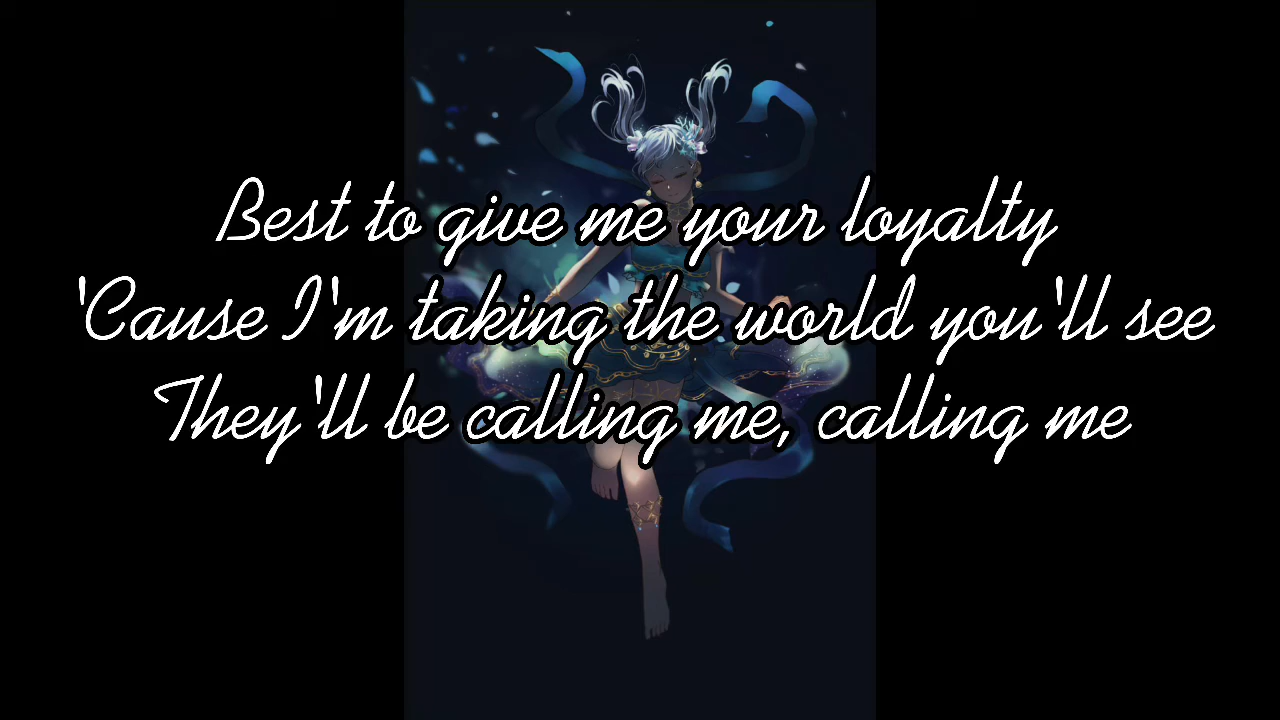 Best to give me your loyalty
'Cause I'm taking the world you'll see
They'll be calling me, calling me